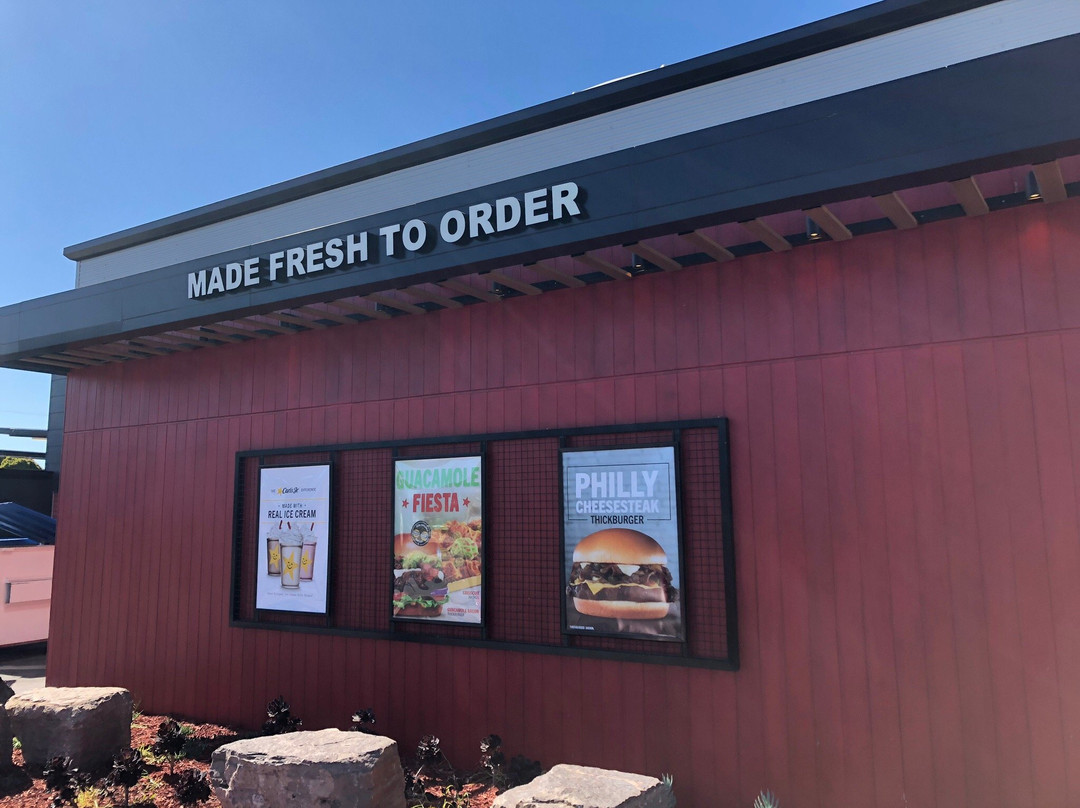 MADE FRESH TO ORDER
Carl's Jr
MADE WITH
REAL ICE CREAM
GUACAMOLE
FIESTA
PHILLY
CHEESESTEAK
THICKBURGER